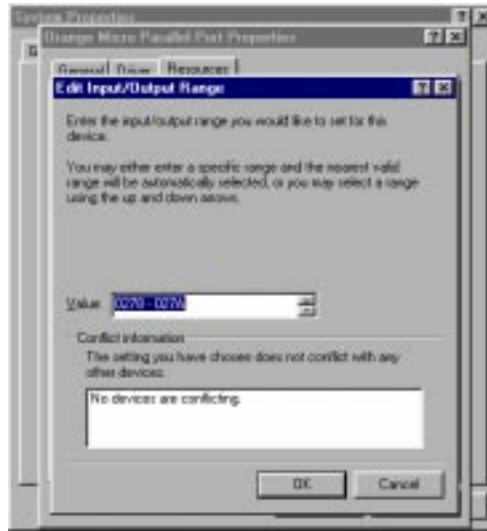 System Properties
Orange Micro Parallel Port Properties
General Driver Resources
Edit Input/Output Range
Enter the input/output range you would like to set for this
device.
You may either enter a specific range and the nearest valid
range will be automatically selected, or you may select a range
using the up and down arrows.
Value:
Conflict information
The setting you have chosen does not conflict with any
other devices.
No devices are conflicting.
OK Cancel